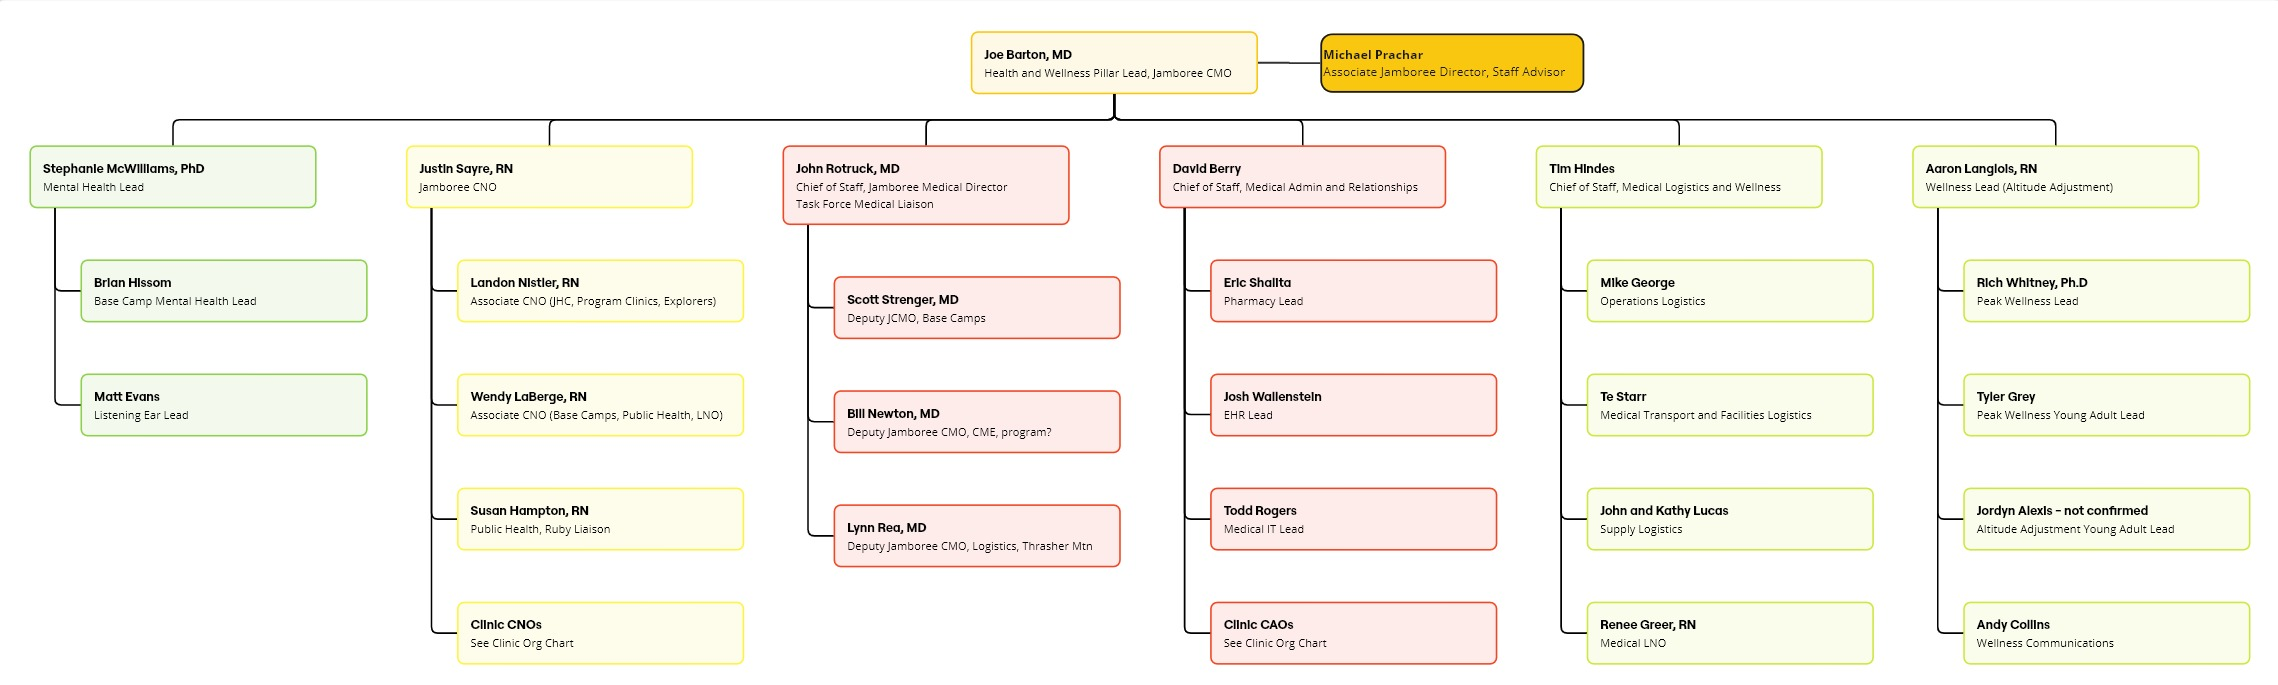 Joe Barton, MD
Health and Wellness Pillar Lead, Jamboree CMO
Michael Prachar
Associate Jamboree Director, Staff Advisor
Stephanie McWilliams, PhD
Mental Health Lead
Justin Sayre, RN
Jamboree CNO
John Rotruck, MD
Chief of Staff, Jamboree Medical Director
Task Force Medical Liaison
David Berry
Chief of Staff, Medical Admin and Relationships
Tim Hindes
Chief of Staff, Medical Logistics and Wellness
Aaron Langlois, RN
Wellness Lead (Altitude Adjustment)
Brian Hissom
Base Camp Mental Health Lead
Matt Evans
Listening Ear Lead
Landon Nistler, RN
Associate CNO (JHC, Program Clinics, Explorers)
Wendy LaBerge, RN
Associate CNO (Base Camps, Public Health, LNO)
Susan Hampton, RN
Public Health, Ruby Liaison
Clinic CNOs
See Clinic Org Chart
Scott Strenger, MD
Deputy JCMO, Base Camps
Bill Newton, MD
Deputy Jamboree CMO, CME, program?
Lynn Rea, MD
Deputy Jamboree CMO, Logistics, Thrasher Mtn
Eric Shalita
Pharmacy Lead
Josh Wallenstein
EHR Lead
Todd Rogers
Medical IT Lead
Clinic CAOs
See Clinic Org Chart
Mike George
Operations Logistics
Te Starr
Medical Transport and Facilities Logistics
John and Kathy Lucas
Supply Logistics
Renee Greer, RN
Medical LNO
Rich Whitney, Ph.D
Peak Wellness Lead
Tyler Grey
Peak Wellness Young Adult Lead
Jordyn Alexis - not confirmed
Altitude Adjustment Young Adult Lead
Andy Collins
Wellness Communications